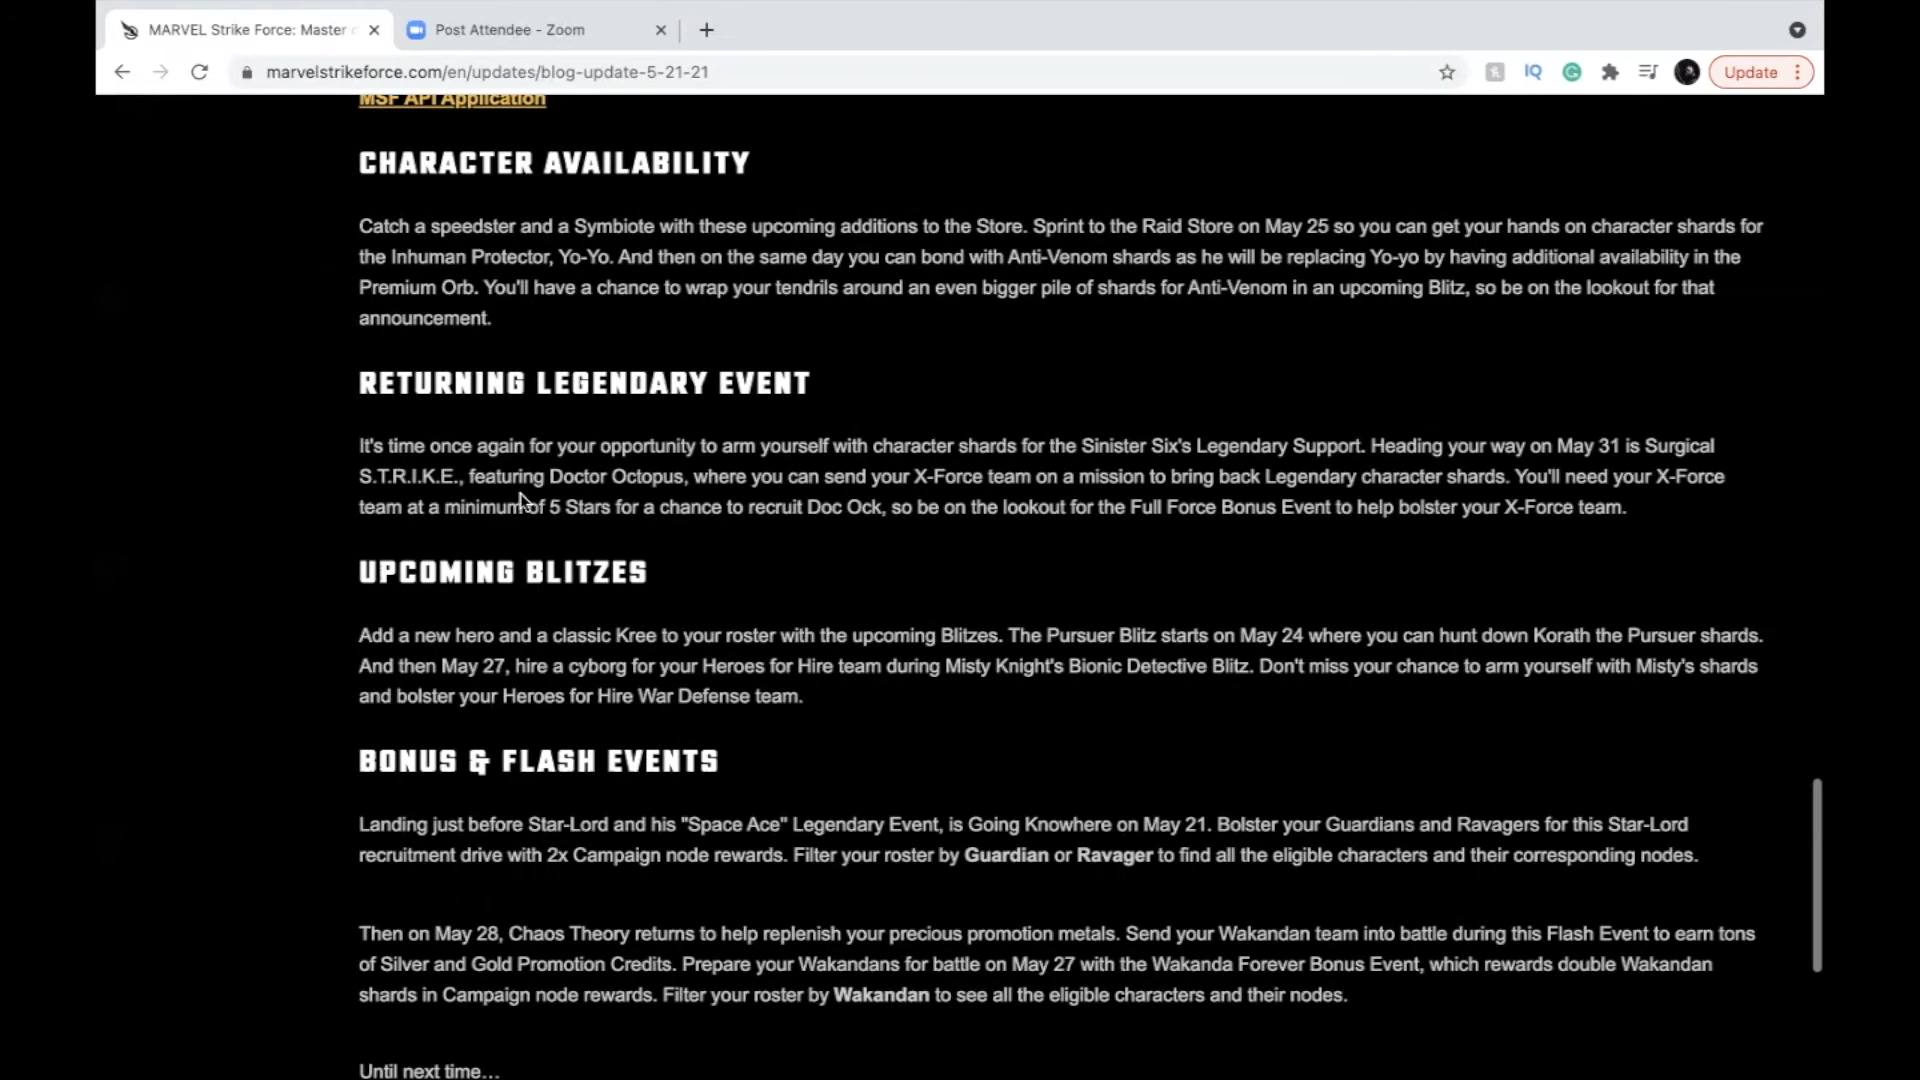 MARVEL Strike Force: Master
Post Attendee - Zoom
marvelstrikeforce.com/en/updates/blog-update-5-21-21
IQ
Update
MSF API Application
CHARACTER AVAILABILITY
Catch a speedster and a Symbiote with these upcoming additions to the Store. Sprint to the Raid Store on May 25 so you can get your hands on character shards for
the Inhuman Protector, Yo-Yo. And then on the same day you can bond with Anti-Venom shards as he will be replacing Yo-yo by having additional availability in the
Premium Orb. You'll have a chance to wrap your tendrils around an even bigger pile of shards for Anti-Venom in an upcoming Blitz, so be on the lookout for that
announcement.
RETURNING LEGENDARY EVENT
It's time once again for your opportunity to arm yourself with character shards for the Sinister Six's Legendary Support. Heading your way on May 31 is Surgical
S.T.R.I.K.E., featuring Doctor Octopus, where you can send your X-Force team on a mission to bring back Legendary character shards. You'll need your X-Force
team at a minimum of 5 Stars for a chance to recruit Doc Ock, so be on the lookout for the Full Force Bonus Event to help bolster your X-Force team.
UPCOMING BLITZES
Add a new hero and a classic Kree to your roster with the upcoming Blitzes. The Pursuer Blitz starts on May 24 where you can hunt down Korath the Pursuer shards.
And then May 27, hire a cyborg for your Heroes for Hire team during Misty Knight's Bionic Detective Blitz. Don't miss your chance to arm yourself with Misty's shards
and bolster your Heroes for Hire War Defense team.
BONUS & FLASH EVENTS
Landing just before Star-Lord and his "Space Ace" Legendary Event, is Going Knowhere on May 21. Bolster your Guardians and Ravagers for this Star-Lord
recruitment drive with 2x Campaign node rewards. Filter your roster by Guardian or Ravager to find all the eligible characters and their corresponding nodes.
Then on May 28, Chaos Theory returns to help replenish your precious promotion metals. Send your Wakandan team into battle during this Flash Event to earn tons
of Silver and Gold Promotion Credits. Prepare your Wakandans for battle on May 27 with the Wakanda Forever Bonus Event, which rewards double Wakandan
shards in Campaign node rewards. Filter your roster by Wakandan to see all the eligible characters and their nodes.
Until next time…